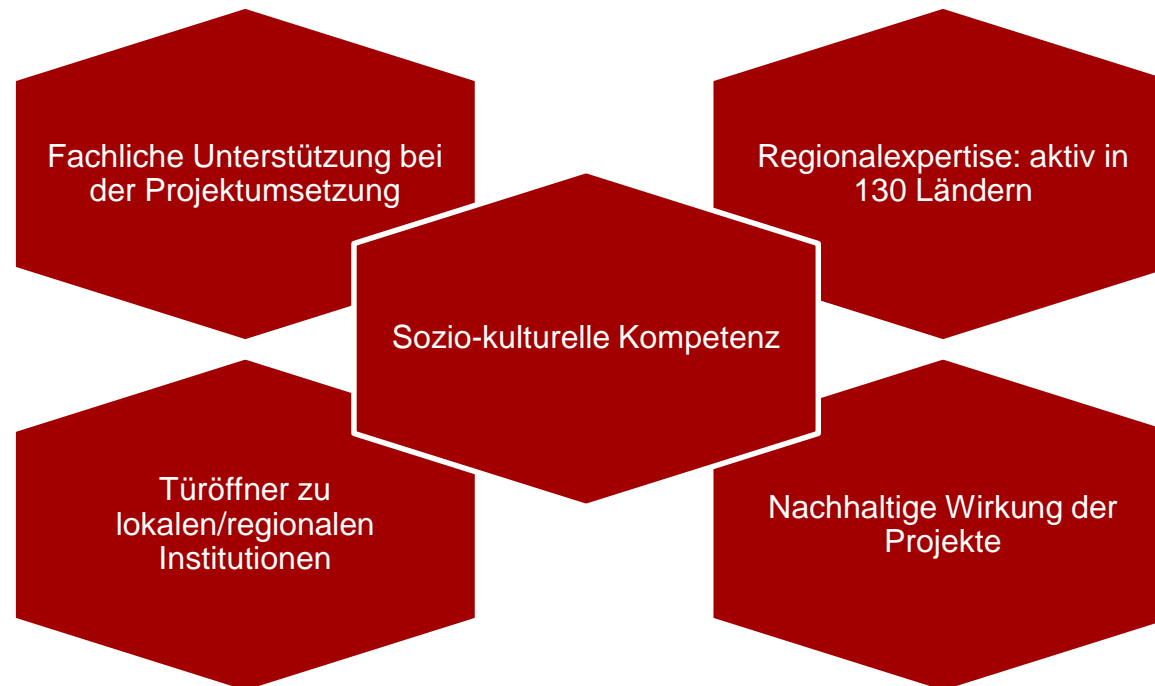 Fachliche Unterstützung bei
der Projektumsetzung
Regionalexpertise: aktiv in
130 Ländern
Sozio-kulturelle Kompetenz
Türöffner zu
lokalen/regionalen
Institutionen
Nachhaltige Wirkung der
Projekte